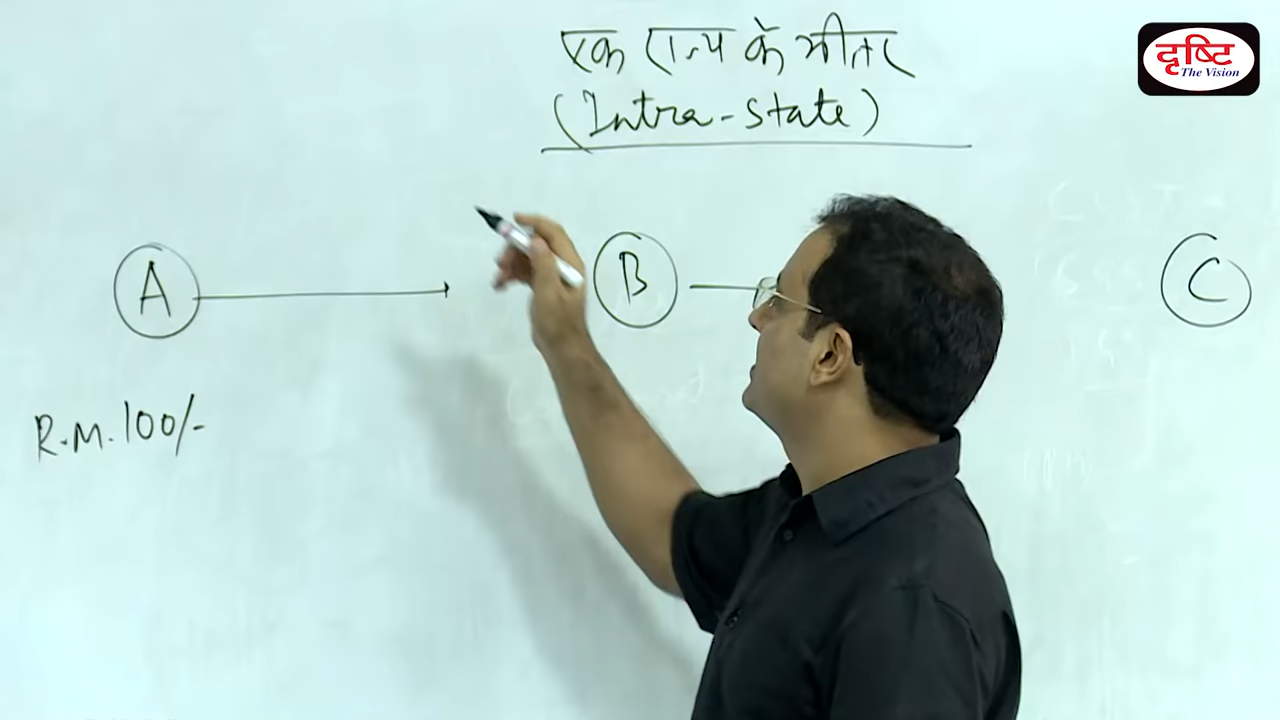 एक राज्य के भीतर
(Intra-State)
दृष्टि
The Vision
A
B
C
R.M. 100/-